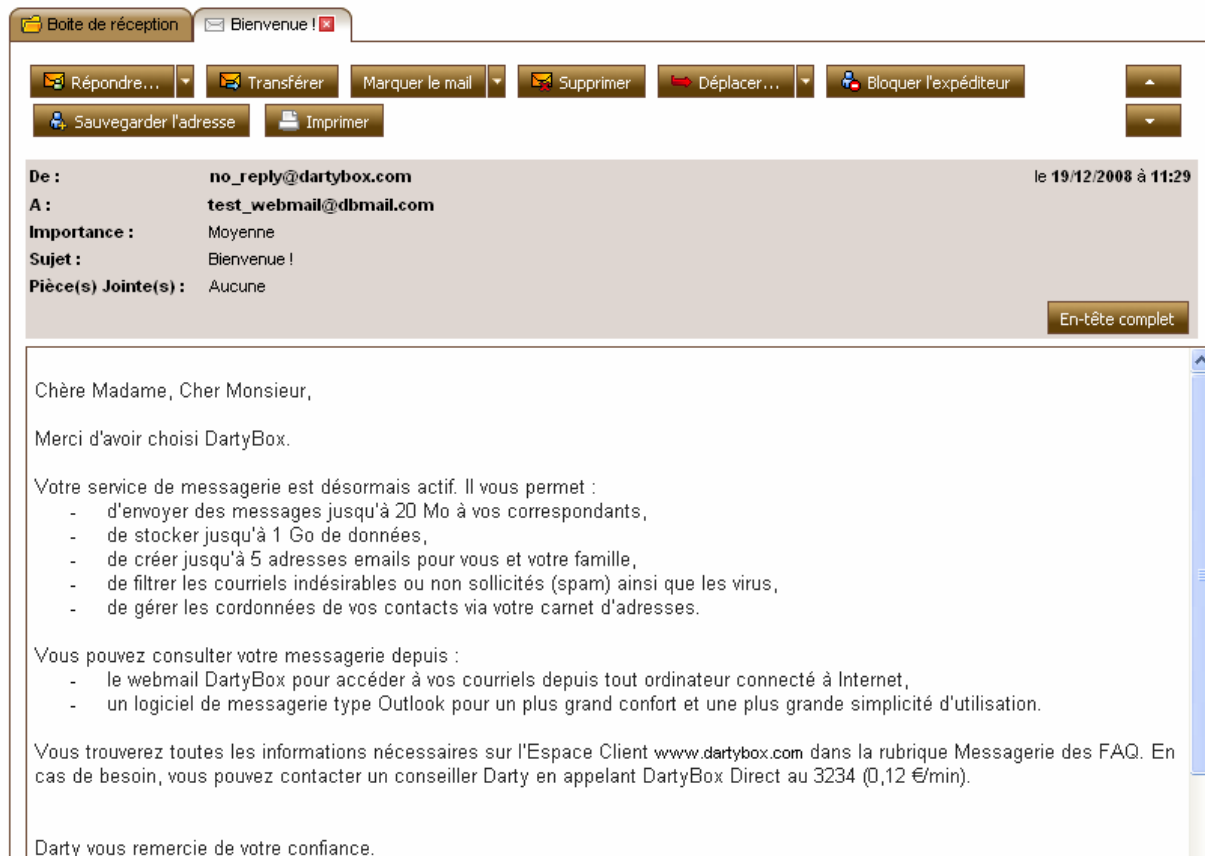 Boite de réception
Bienvenue !
Répondre...
Transférer
Marquer le mail
Supprimer
Déplacer...
Bloquer l'expéditeur
Sauvegarder l'adresse
Imprimer
De : no_reply@dartybox.com le 19/12/2008 à 11:29
A : test_webmail@dbmail.com
Importance : Moyenne
Sujet : Bienvenue !
Pièce(s) Jointe(s) : Aucune
En-tête complet
Chère Madame, Cher Monsieur,
Merci d'avoir choisi DartyBox.
Votre service de messagerie est désormais actif. Il vous permet :
- d'envoyer des messages jusqu'à 20 Mo à vos correspondants,
- de stocker jusqu'à 1 Go de données,
- de créer jusqu'à 5 adresses emails pour vous et votre famille,
- de filtrer les courriels indésirables ou non sollicités (spam) ainsi que les virus,
- de gérer les cordonnées de vos contacts via votre carnet d'adresses.
Vous pouvez consulter votre messagerie depuis :
- le webmail DartyBox pour accéder à vos courriels depuis tout ordinateur connecté à Internet,
- un logiciel de messagerie type Outlook pour un plus grand confort et une plus grande simplicité d'utilisation.
Vous trouverez toutes les informations nécessaires sur l'Espace Client www.dartybox.com dans la rubrique Messagerie des FAQ. En
cas de besoin, vous pouvez contacter un conseiller Darty en appelant DartyBox Direct au 3234 (0,12 €/min).
Darty vous remercie de votre confiance.